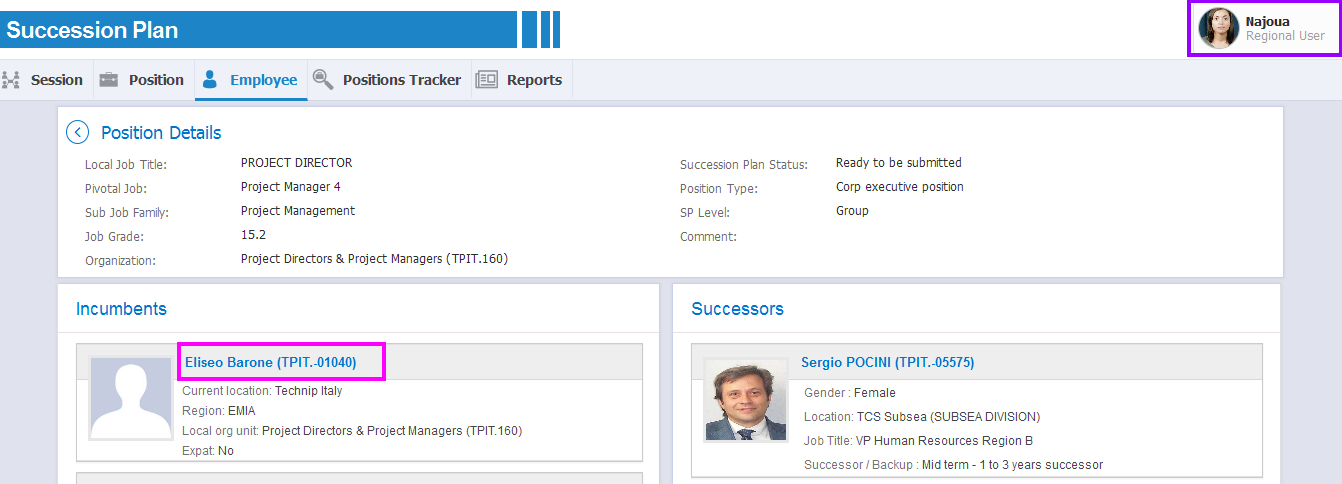 Succession Plan
Najoua
Regional User
Session Position Employee Positions Tracker Reports
Position Details
Local Job Title: PROJECT DIRECTOR
Pivotal Job: Project Manager 4
Sub Job Family: Project Management
Job Grade: 15.2
Organization: Project Directors & Project Managers (TPIT.160)
Succession Plan Status: Ready to be submitted
Position Type: Corp executive position
SP Level: Group
Comment:
Incumbents
Eliseo Barone (TPIT.-01040)
Current location: Technip Italy
Region: EMIA
Local org unit: Project Directors & Project Managers (TPIT.160)
Expat: No
Successors
Sergio POCINI (TPIT.-05575)
Gender : Female
Location: TCS Subsea (SUBSEA DIVISION)
Job Title: VP Human Resources Region B
Successor / Backup : Mid term - 1 to 3 years successor